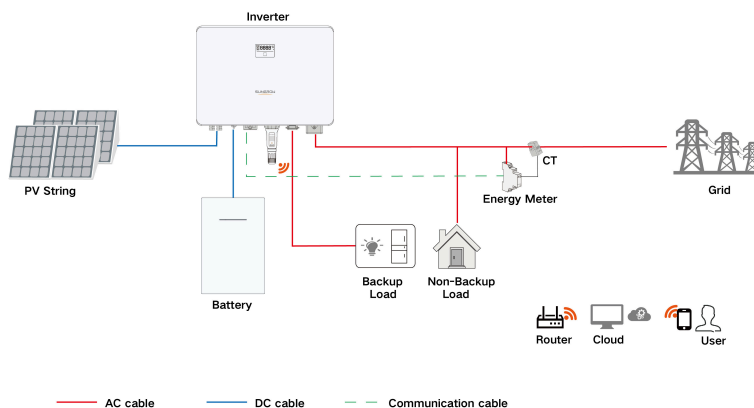 Inverter
SUNGROW
CT
PV String
Energy Meter
Grid
Backup
Load
Non-Backup
Load
Battery
Router
Cloud
User
AC cable
DC cable
Communication cable